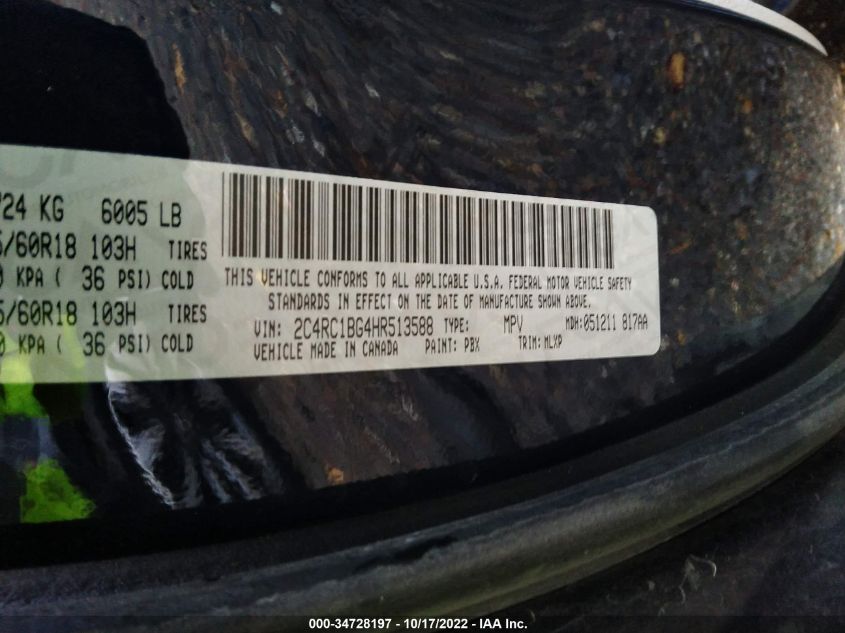 724 KG 6005 LB
5/60R18 103H TIRES
0 KPA ( 36 PSI) COLD
5/60R18 103H TIRES
0 KPA ( 36 PSI) COLD
THIS VEHICLE CONFORMS TO ALL APPLICABLE U.S.A. FEDERAL MOTOR VEHICLE SAFETY
STANDARDS IN EFFECT ON THE DATE OF MANUFACTURE SHOWN ABOVE.
VIN: 2C4RC1BG4HR513588 TYPE: MPV MDH:051211 817AA
VEHICLE MADE IN CANADA PAINT: PBX TRIM: MLXP
000-34728197 - 10/17/2022 - IAA Inc.